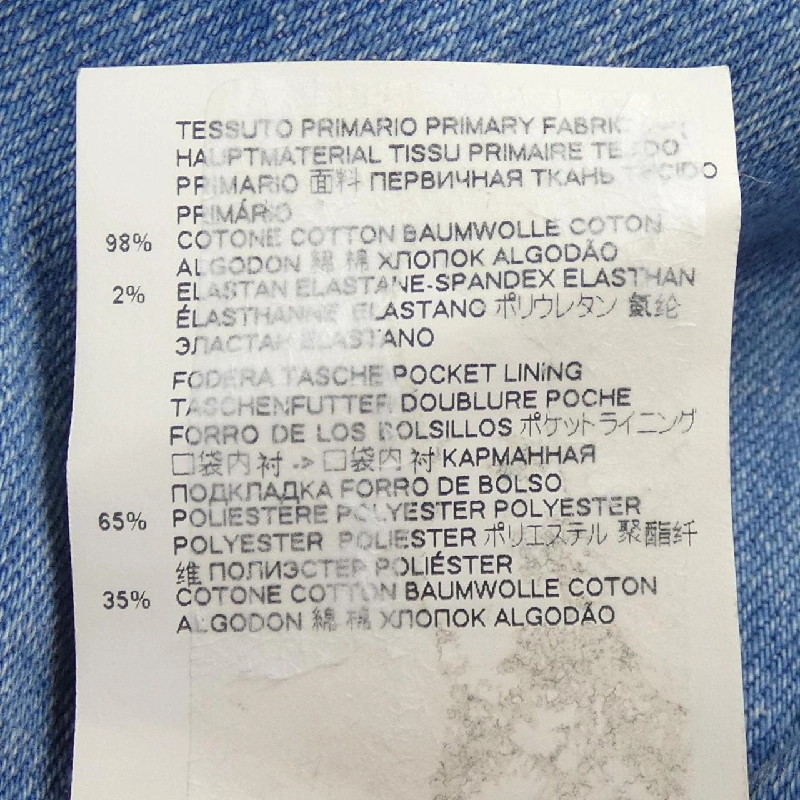 TESSUTO PRIMARIO PRIMARY FABRIC
HAUPTMATERIAL TISSU PRIMAIRE TEJIDO
PRIMARIO 面料 ПЕРВИЧНАЯ ТКАНЬ TECIDO
PRIMÁRIO
98% COTONE COTTON BAUMWOLLE COTON
ALGODON 綿 棉 ХЛОПОК ALGODÃO
2% ELASTAN ELASTANE-SPANDEX ELASTHAN
ÉLASTHANNE ELASTANO ポリウレタン 氨纶
ЭЛАСТАН ELASTANO
FODERA TASCHE POCKET LINING
TASCHENFUTTER DOUBLURE POCHE
FORRO DE LOS BOLSILLOS ポケットライニング
口袋内衬 -> 口袋内衬 КАРМАННАЯ
ПОДКЛАДКА FORRO DE BOLSO
65% POLIESTERE POLYESTER POLYESTER
POLYESTER POLIESTER ポリエステル 聚酯纤
维 ПОЛИЭСТЕР POLIÉSTER
35% COTONE COTTON BAUMWOLLE COTON
ALGODON 綿 棉 ХЛОПОК ALGODÃO